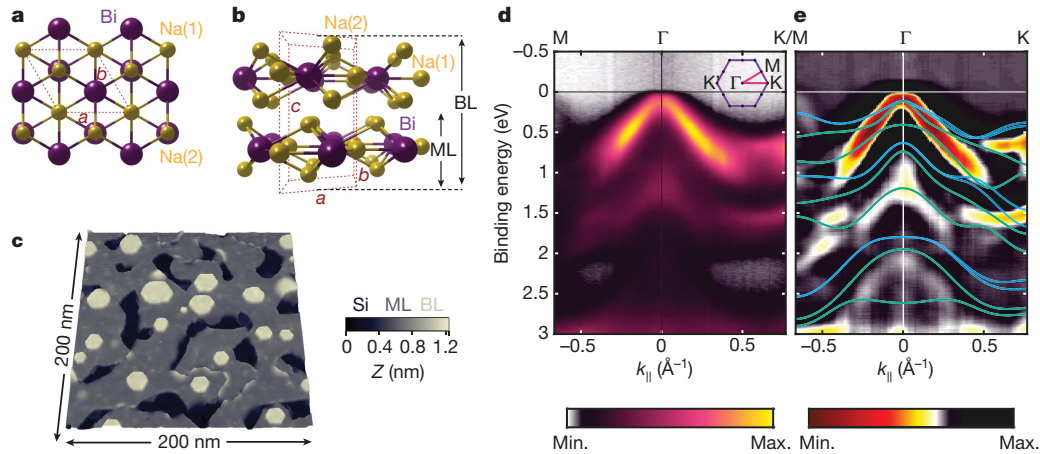 a
Bi
Na(1)
b
a
Na(2)
b
Na(2)
Na(1)
c
Bi
b
a
ML
BL
c
200 nm
200 nm
Si ML BL
0 0.4 0.8 1.2
Z (nm)
d
M Γ K/M
Binding energy (eV)
–0.5
0
0.5
1
1.5
2
2.5
3
K Γ M K
–0.5 0 0.5
k|| (Å–1)
Min. Max.
e
Γ K
–0.5 0 0.5
k|| (Å–1)
Min. Max.